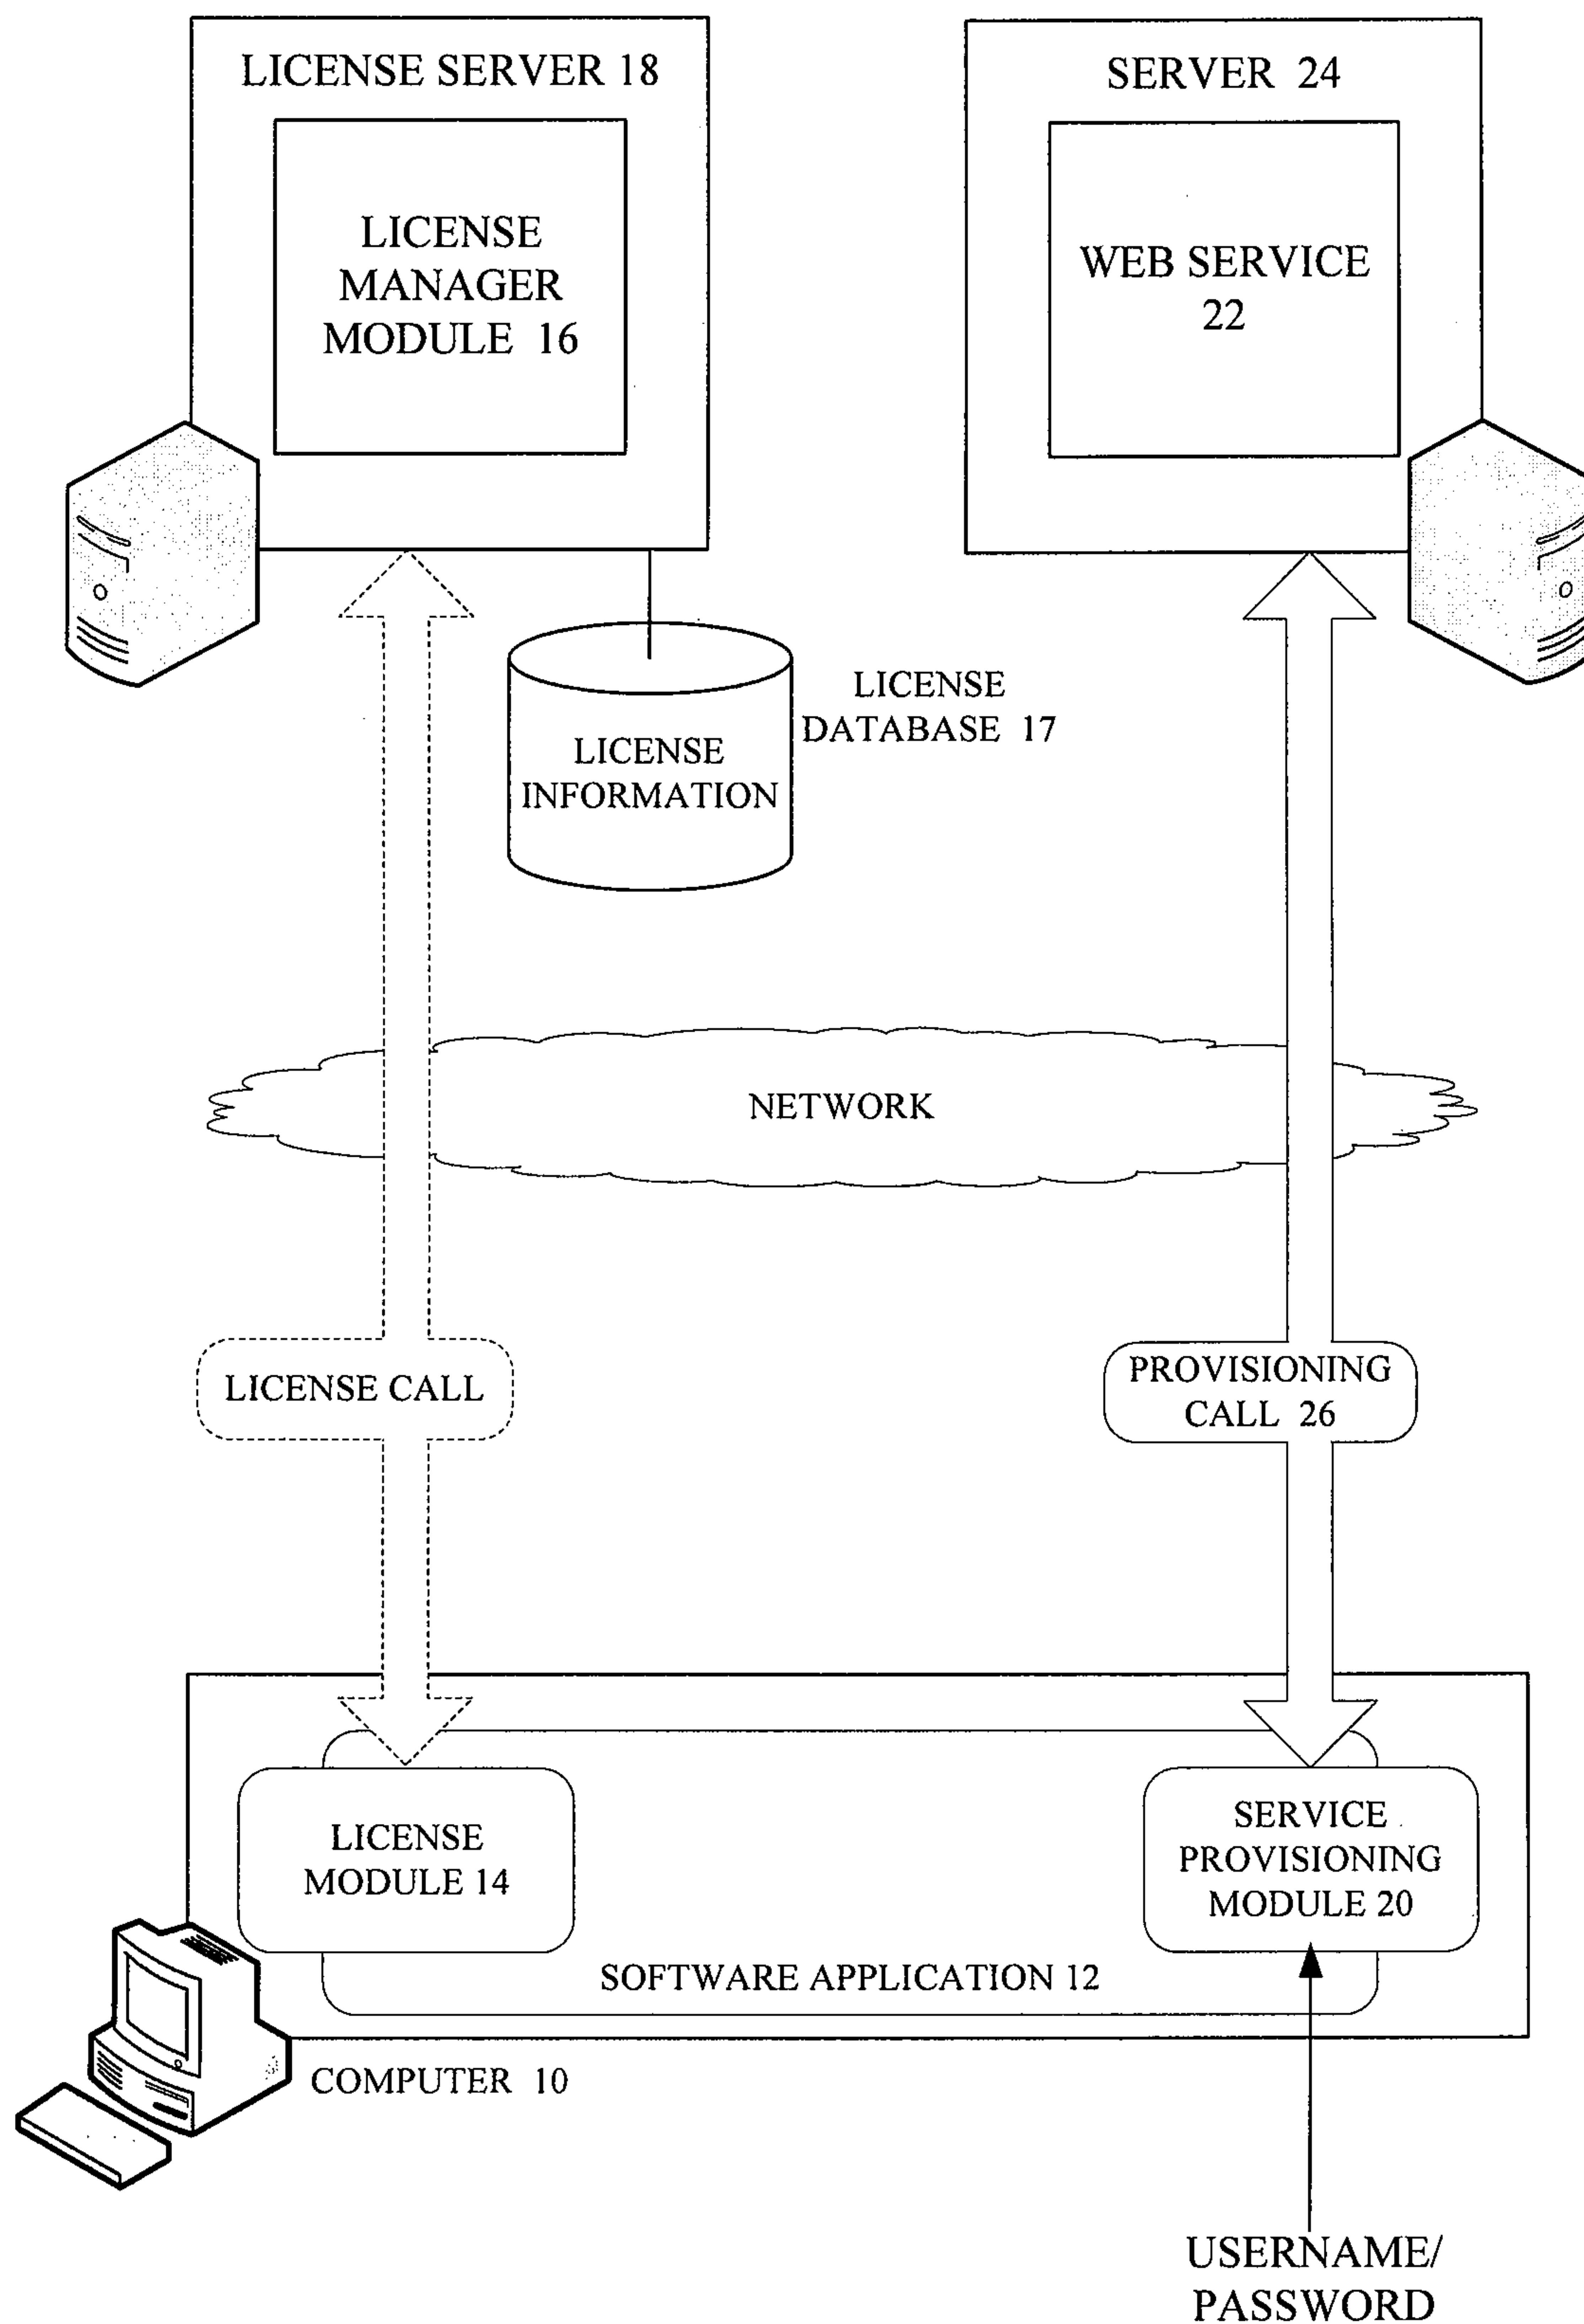 LICENSE SERVER 18
LICENSE
MANAGER
MODULE 16
SERVER 24
WEB SERVICE
22
LICENSE
DATABASE 17
LICENSE
INFORMATION
NETWORK
LICENSE CALL
PROVISIONING
CALL 26
LICENSE
MODULE 14
SERVICE
PROVISIONING
MODULE 20
SOFTWARE APPLICATION 12
COMPUTER 10
USERNAME/
PASSWORD